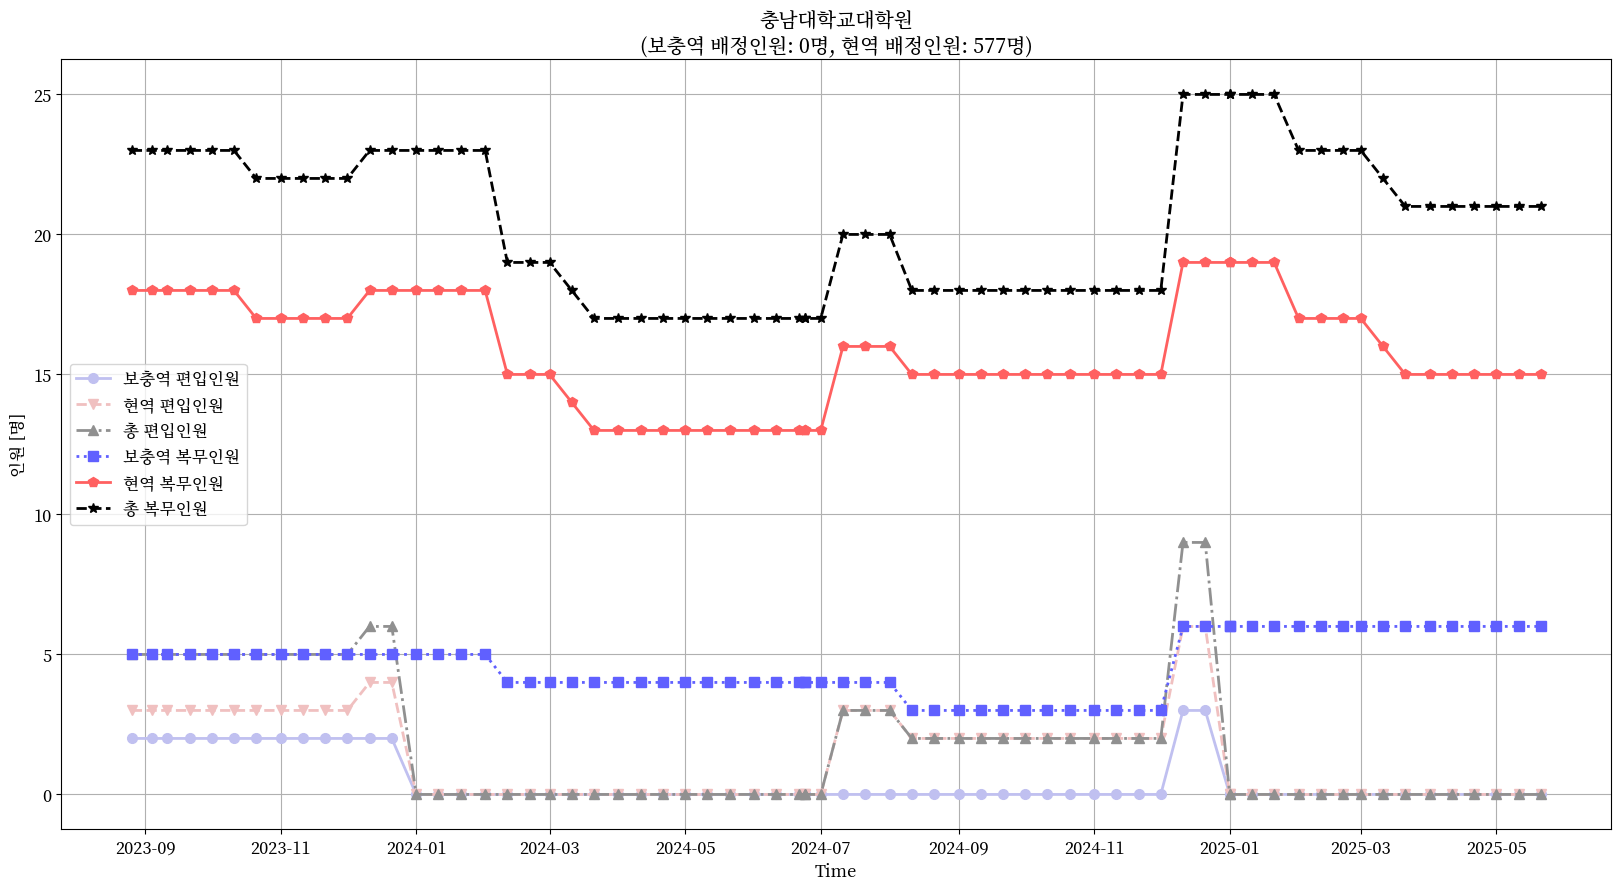 충남대학교대학원
(보충역 배정인원: 0명, 현역 배정인원: 577명)
25
20
15
10
5
0
인원 [명]
보충역 편입인원
현역 편입인원
총 편입인원
보충역 복무인원
현역 복무인원
총 복무인원
2023-09
2023-11
2024-01
2024-03
2024-05
2024-07
2024-09
2024-11
2025-01
2025-03
2025-05
Time